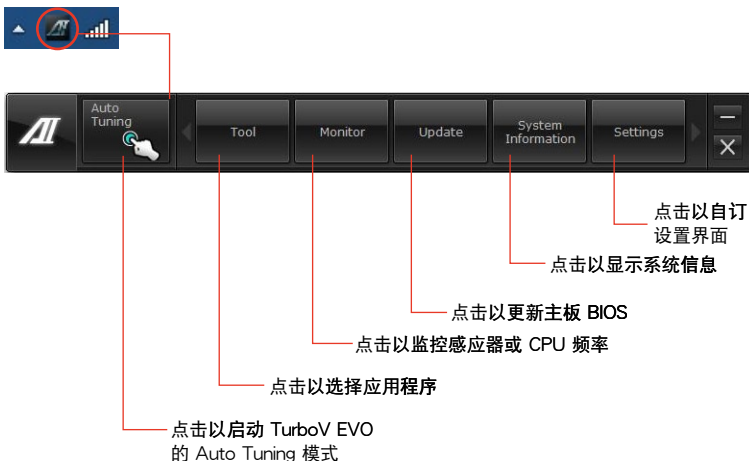 Auto
Tuning
Tool
Monitor
Update
System
Information
Settings
点击以自订
设置界面
点击以显示系统信息
点击以更新主板 BIOS
点击以监控感应器或 CPU 频率
点击以选择应用程序
点击以启动 TurboV EVO
的 Auto Tuning 模式